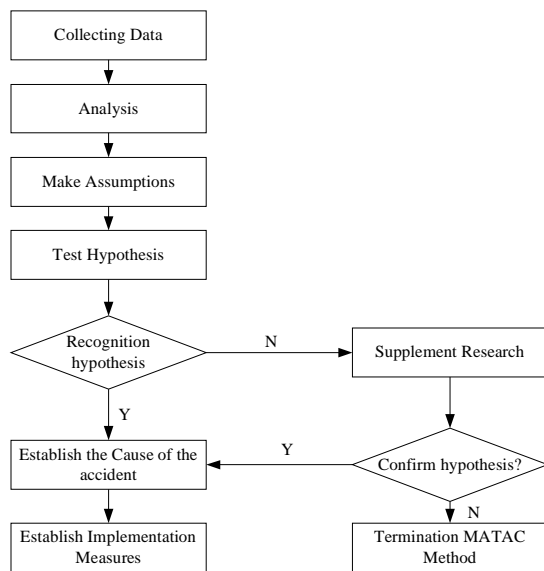 Collecting Data
Analysis
Make Assumptions
Test Hypothesis
Recognition
hypothesis
N
Supplement Research
Y
Establish the Cause of the
accident
Y
Confirm hypothesis?
N
Establish Implementation
Measures
Termination MATAC
Method